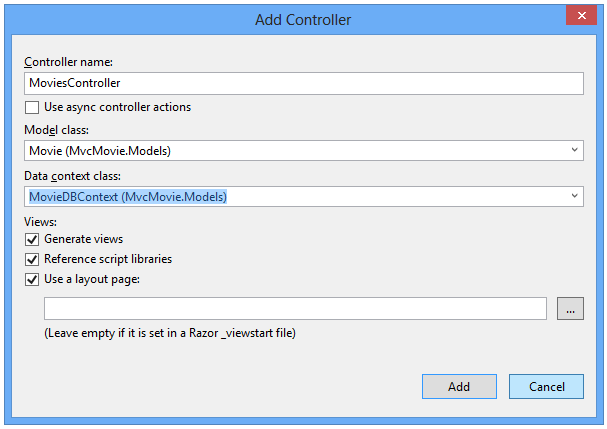 Add Controller
Controller name:
MoviesController
Use async controller actions
Model class:
Movie (MvcMovie.Models)
Data context class:
MovieDBContext (MvcMovie.Models)
Views:
Generate views
Reference script libraries
Use a layout page:
...
(Leave empty if it is set in a Razor _viewstart file)
Add Cancel